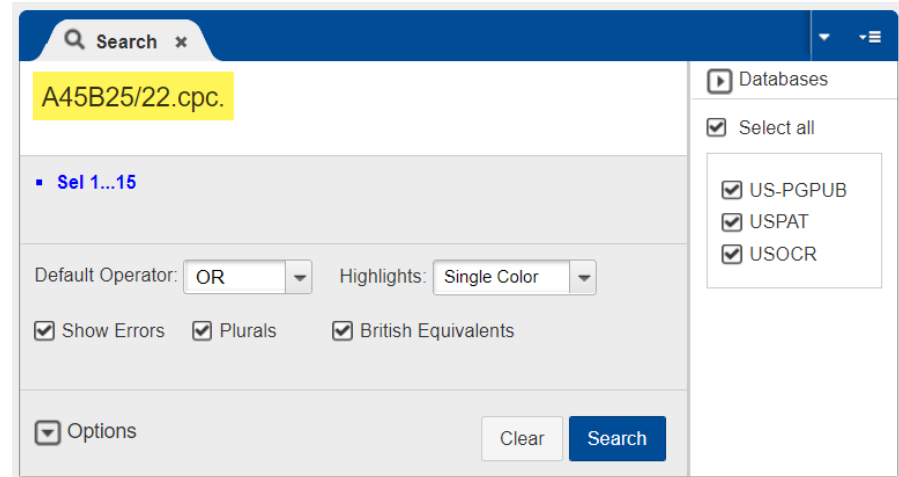 Search
A45B25/22.cpc.
Sel 1...15
Default Operator: OR Highlights: Single Color
Show Errors Plurals British Equivalents
Options Clear Search
Databases
Select all
US-PGPUB
USPAT
USOCR